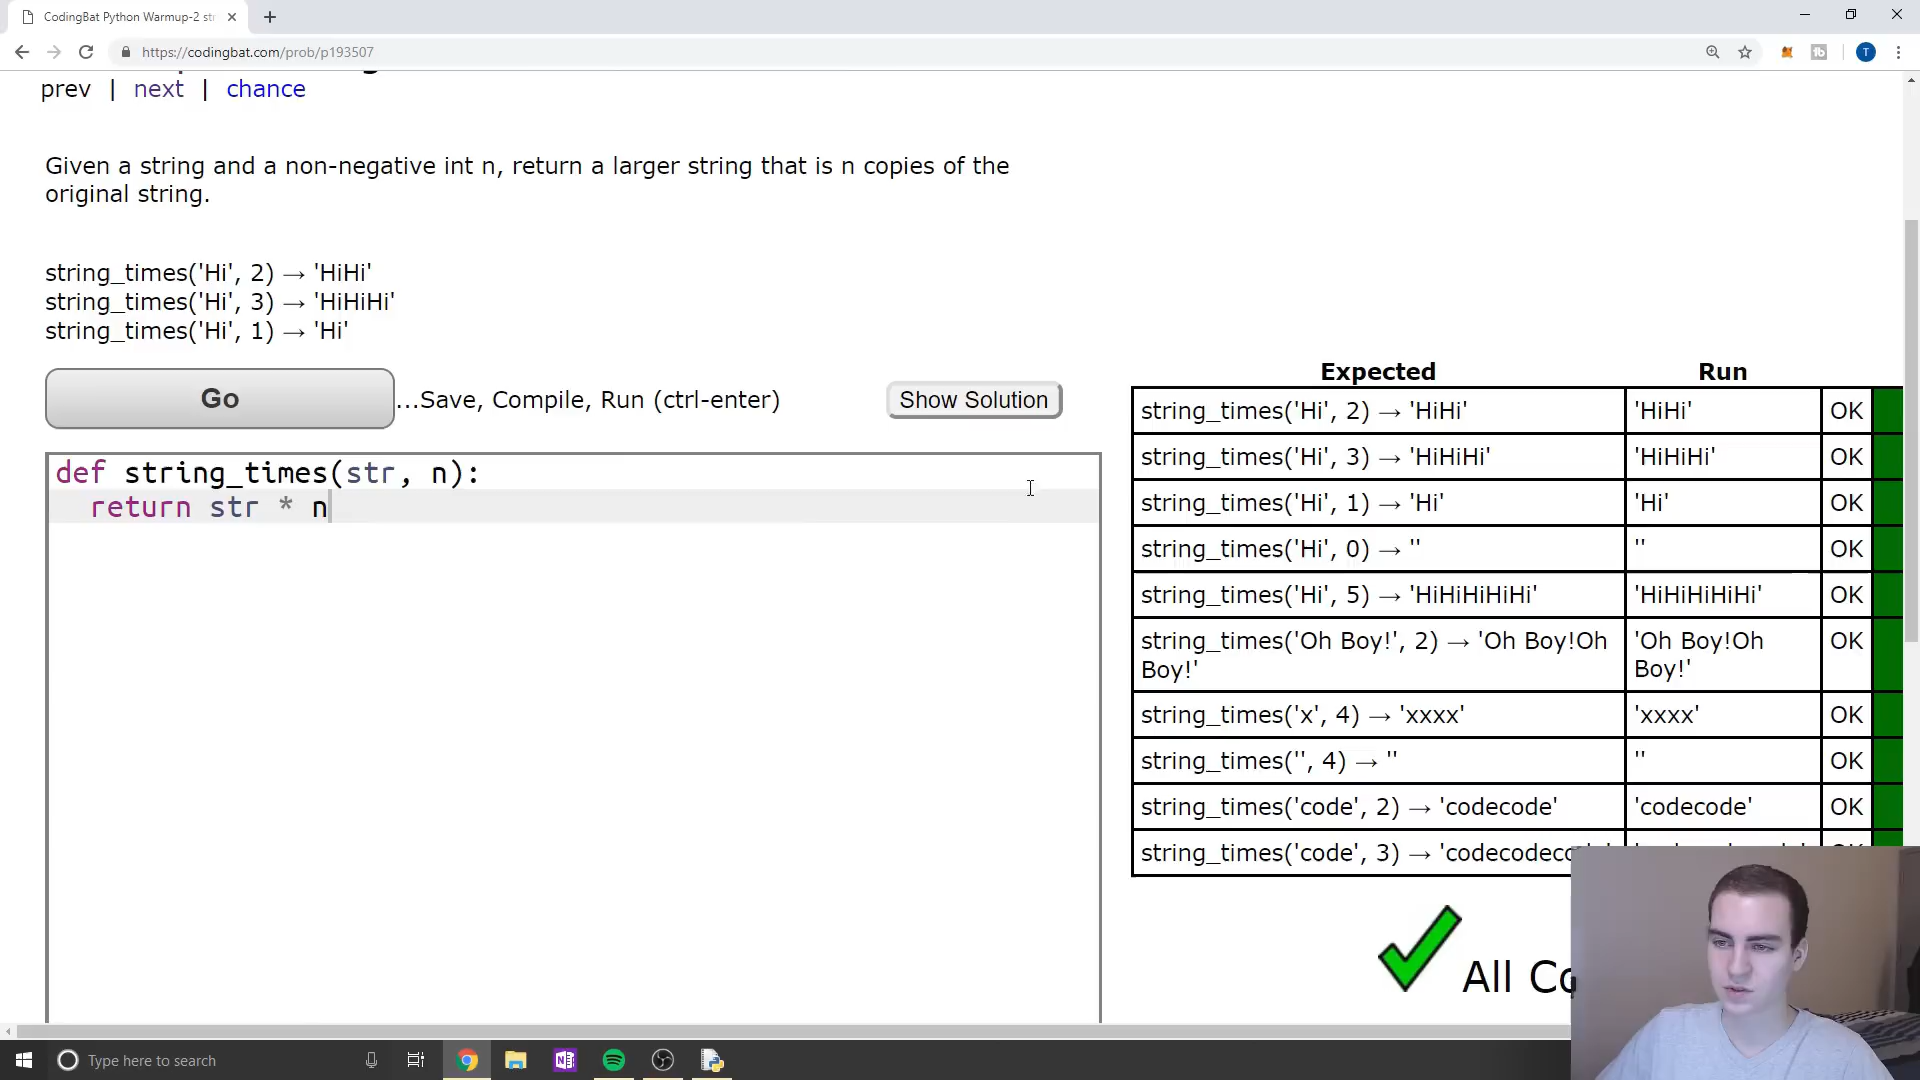 CodingBat Python Warmup-2 str
https://codingbat.com/prob/p193507
T
prev | next | chance
Given a string and a non-negative int n, return a larger string that is n copies of the
original string.
string_times('Hi', 2) → 'HiHi'
string_times('Hi', 3) → 'HiHiHi'
string_times('Hi', 1) → 'Hi'
Go
...Save, Compile, Run (ctrl-enter)
Show Solution
def string_times(str, n):
  return str * n
Expected Run
string_times('Hi', 2) → 'HiHi' 'HiHi' OK
string_times('Hi', 3) → 'HiHiHi' 'HiHiHi' OK
string_times('Hi', 1) → 'Hi' 'Hi' OK
string_times('Hi', 0) → '' '' OK
string_times('Hi', 5) → 'HiHiHiHiHi' 'HiHiHiHiHi' OK
string_times('Oh Boy!', 2) → 'Oh Boy!Oh 'Oh Boy!Oh OK
Boy!' Boy!'
string_times('x', 4) → 'xxxx' 'xxxx' OK
string_times('', 4) → '' '' OK
string_times('code', 2) → 'codecode' 'codecode' OK
string_times('code', 3) →
All
Type here to search